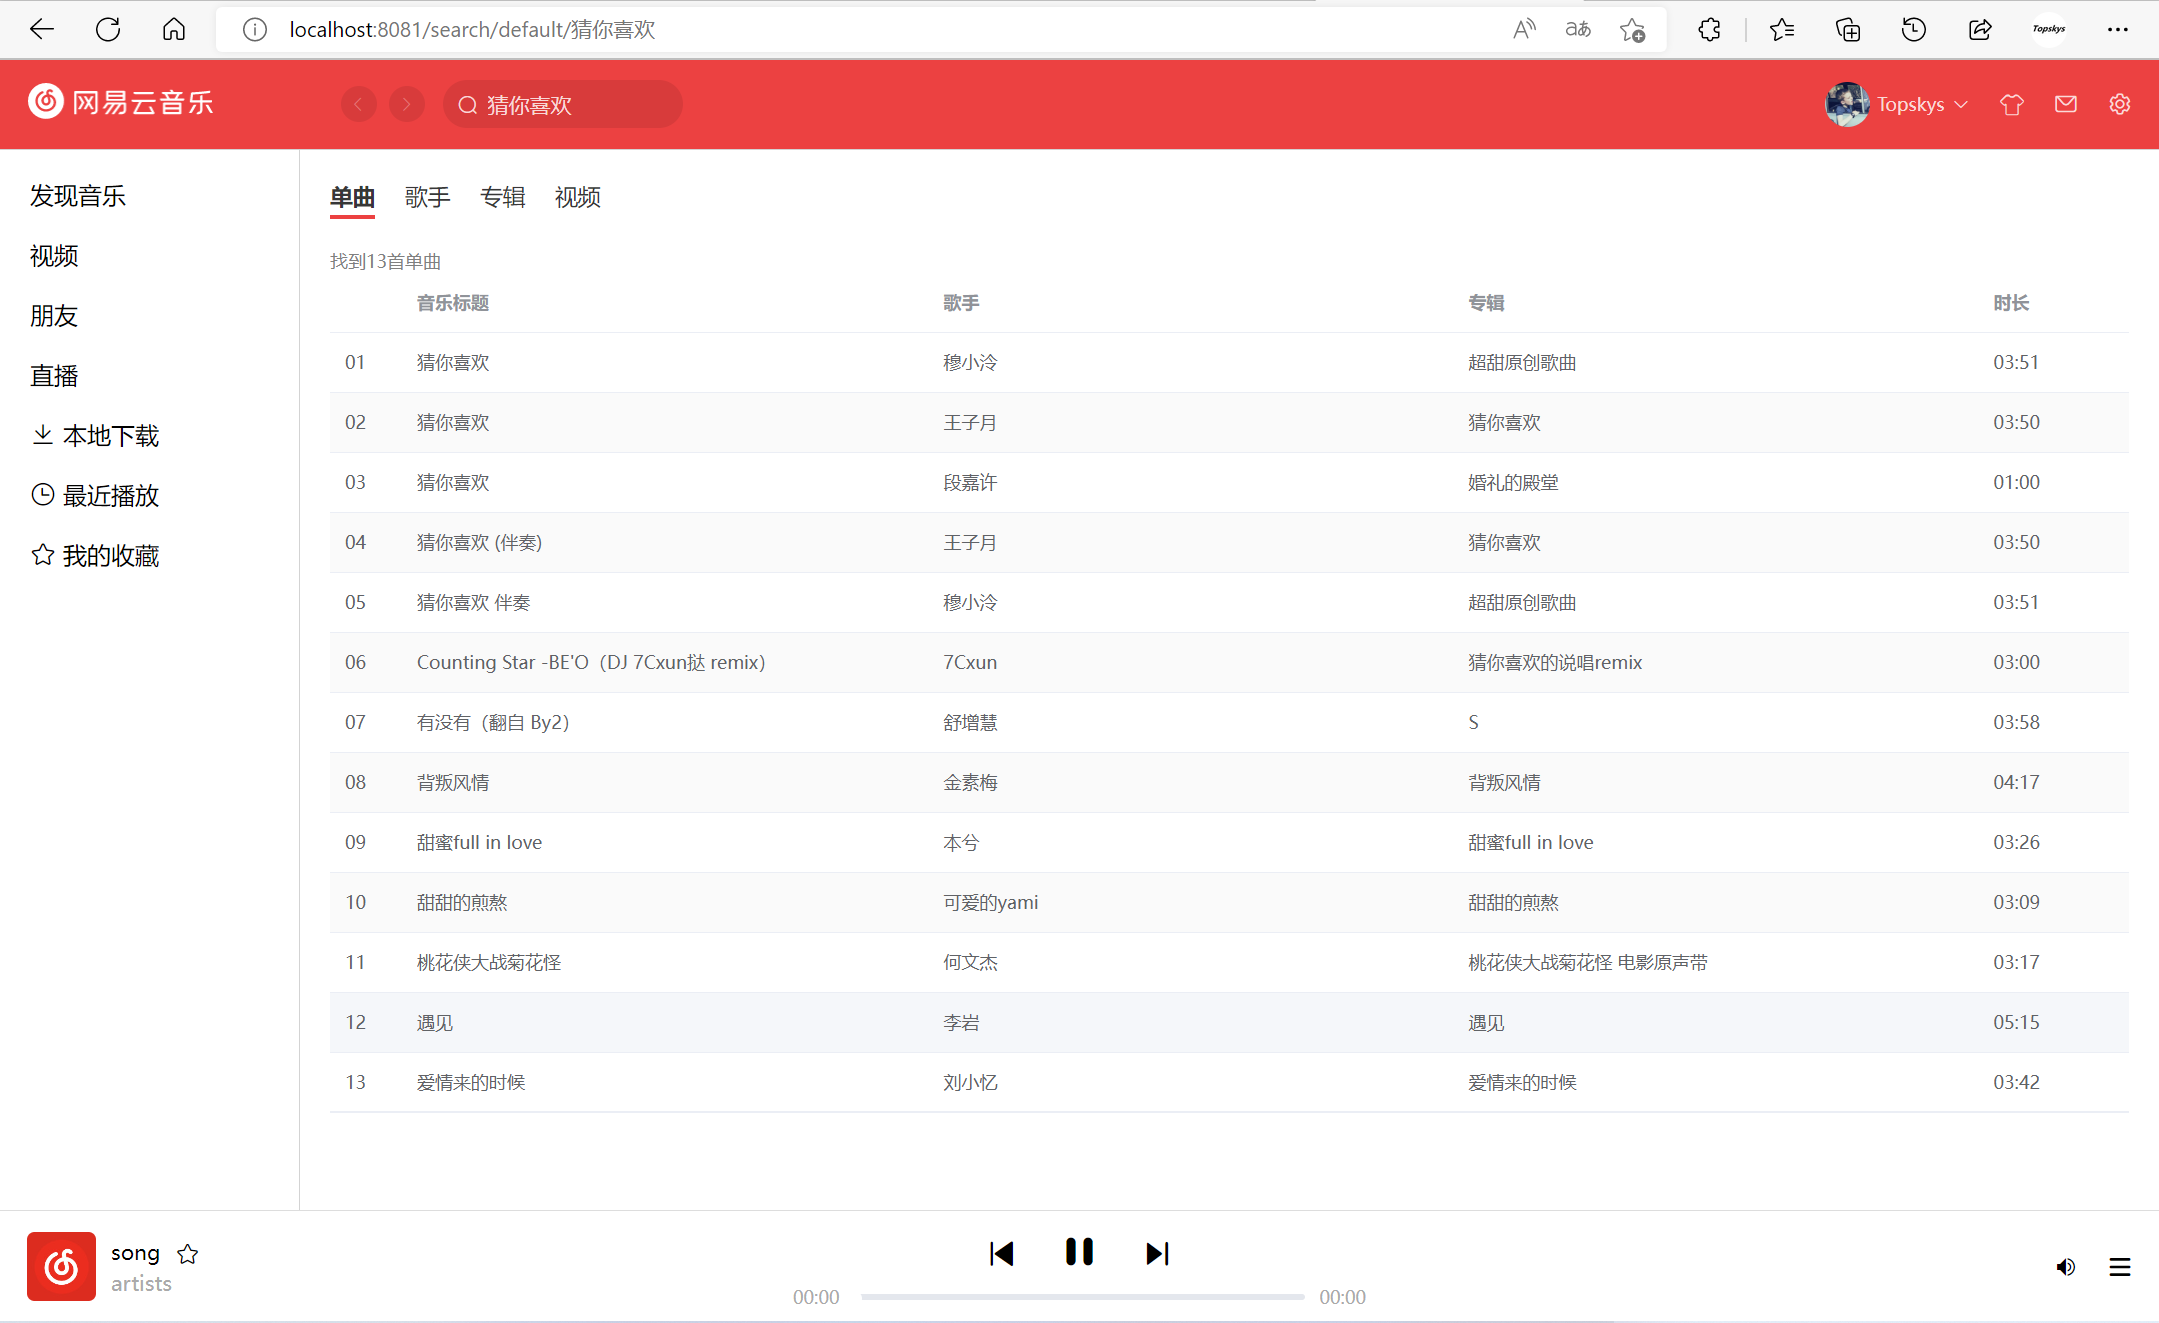 localhost:8081/search/default/猜你喜欢
Topskys
网易云音乐
猜你喜欢
Topskys
发现音乐
视频
朋友
直播
本地下载
最近播放
我的收藏
单曲 歌手 专辑 视频
找到13首单曲
音乐标题 歌手 专辑 时长
01 猜你喜欢 穆小泠 超甜原创歌曲 03:51
02 猜你喜欢 王子月 猜你喜欢 03:50
03 猜你喜欢 段嘉许 婚礼的殿堂 01:00
04 猜你喜欢 (伴奏) 王子月 猜你喜欢 03:50
05 猜你喜欢 伴奏 穆小泠 超甜原创歌曲 03:51
06 Counting Star -BE'O（DJ 7Cxun挞 remix） 7Cxun 猜你喜欢的说唱remix 03:00
07 有没有（翻自 By2） 舒增慧 S 03:58
08 背叛风情 金素梅 背叛风情 04:17
09 甜蜜full in love 本兮 甜蜜full in love 03:26
10 甜甜的煎熬 可爱的yami 甜甜的煎熬 03:09
11 桃花侠大战菊花怪 何文杰 桃花侠大战菊花怪 电影原声带 03:17
12 遇见 李岩 遇见 05:15
13 爱情来的时候 刘小忆 爱情来的时候 03:42
song
artists
00:00 00:00